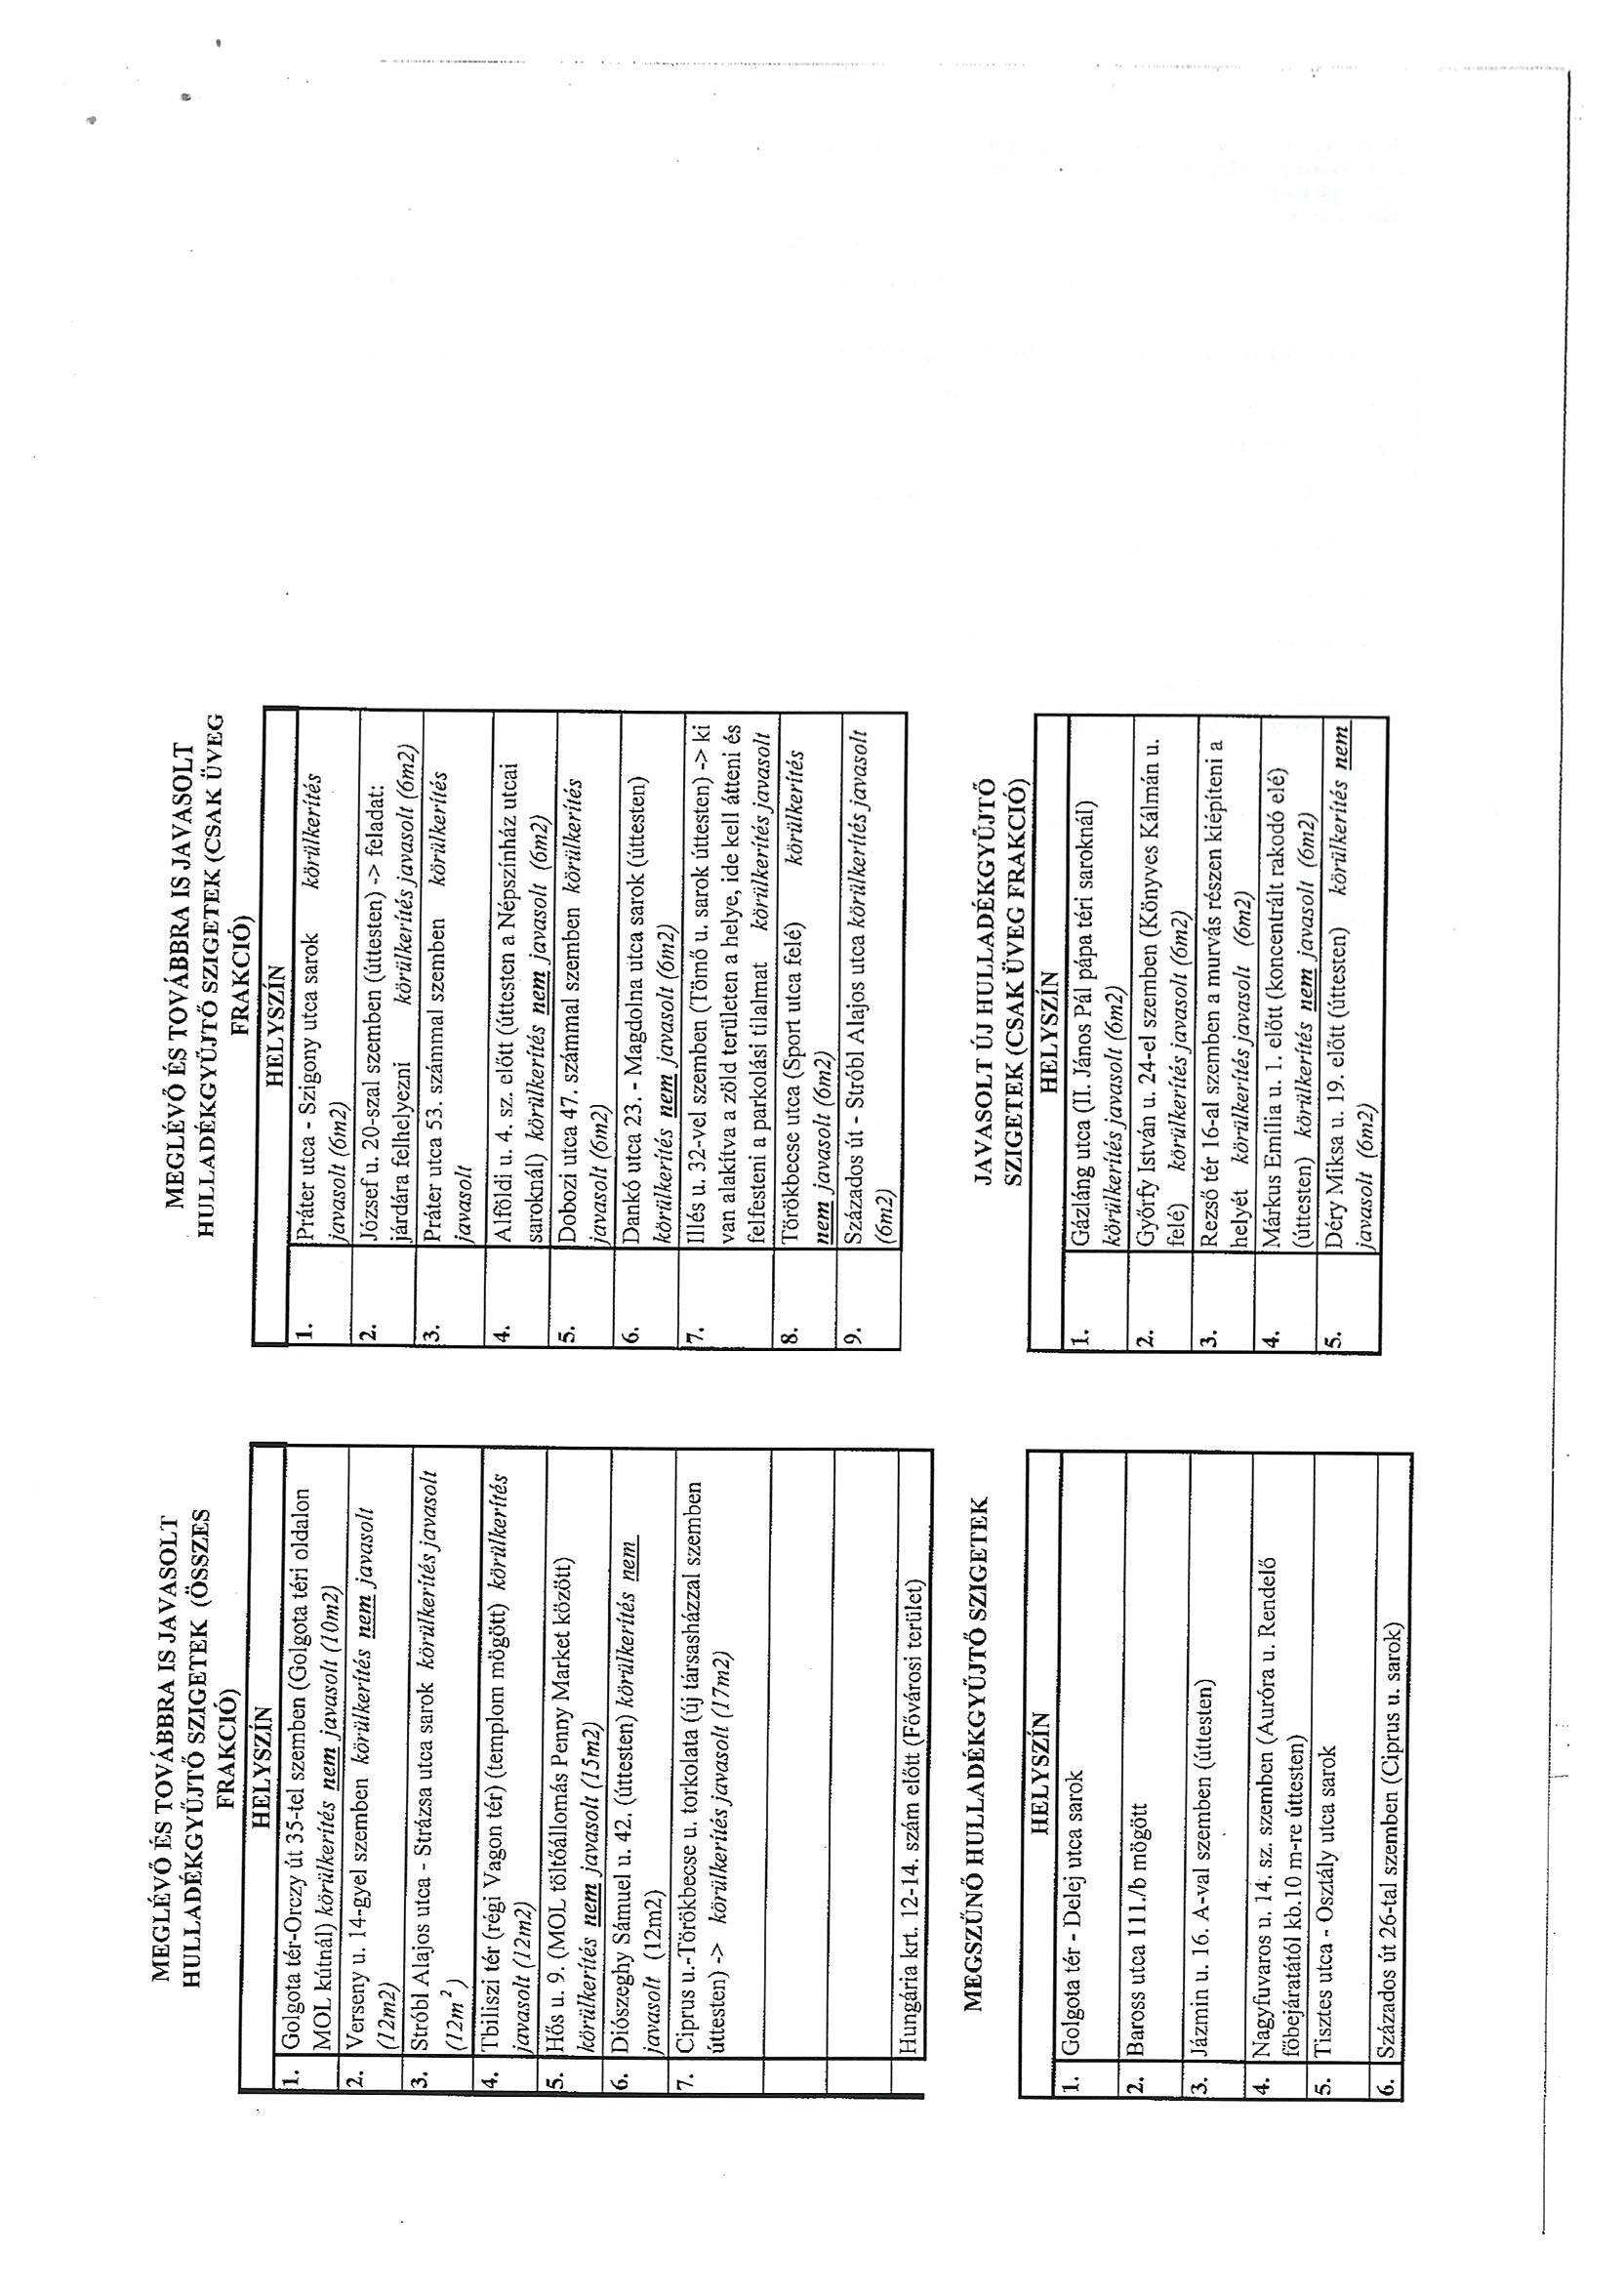 MEGLÉVŐ ÉS TOVÁBBRA IS JAVASOLT
HULLADÉKGYŰJTŐ SZIGETEK (ÖSSZES
FRAKCIÓ)
HELYSZÍN
1. Golgota tér-Orczy út 35-tel szemben (Golgota téri oldalon
MOL kútnál) körülkerítés nem javasolt (10m2)
2. Verseny u. 14-gyel szemben körülkerítés nem javasolt
(12m2)
3. Stróbl Alajos utca - Strázsa utca sarok körülkerítés javasolt
(12m²)
4. Tbiliszi tér (régi Vagon tér) (templom mögött) körülkerítés
javasolt (12m2)
5. Hős u. 9. (MOL töltőállomás Penny Market között)
körülkerítés nem javasolt (15m2)
6. Diószeghy Sámuel u. 42. (úttesten) körülkerítés nem
javasolt (12m2)
7. Ciprus u.-Törökbecse u. torkolata (új társasházzal szemben
úttesten) -> körülkerítés javasolt (17m2)
Hungária krt. 12-14. szám előtt (Fővárosi terület)
MEGLÉVŐ ÉS TOVÁBBRA IS JAVASOLT
HULLADÉKGYŰJTŐ SZIGETEK (CSAK ÜVEG
FRAKCIÓ)
HELYSZÍN
1. Práter utca - Szigony utca sarok körülkerítés
javasolt (6m2)
2. József u. 20-szal szemben (úttesten) -> feladat:
járdára felhelyezni körülkerítés javasolt (6m2)
3. Práter utca 53. számmal szemben körülkerítés
javasolt
4. Alföldi u. 4. sz. előtt (úttesten a Népszínház utcai
saroknál) körülkerítés nem javasolt (6m2)
5. Dobozi utca 47. számmal szemben körülkerítés
javasolt (6m2)
6. Dankó utca 23. - Magdolna utca sarok (úttesten)
körülkerítés nem javasolt (6m2)
7. Illés u. 32-vel szemben (Tömő u. sarok úttesten) -> ki
van alakítva a zöld területen a helye, ide kell átteni és
felfesteni a parkolási tilalmat körülkerítés javasolt
8. Törökbecse utca (Sport utca felé) körülkerítés
nem javasolt (6m2)
9. Százados út - Stróbl Alajos utca körülkerítés javasolt
(6m2)
MEGSZŰNŐ HULLADÉKGYŰJTŐ SZIGETEK
HELYSZÍN
1. Golgota tér - Delej utca sarok
2. Baross utca 111./b mögött
3. Jázmin u. 16. A-val szemben (úttesten)
4. Nagyfuvaros u. 14. sz. szemben (Auróra u. Rendelő
főbejáratától kb.10 m-re úttesten)
5. Tisztes utca - Osztály utca sarok
6. Százados út 26-tal szemben (Ciprus u. sarok)
JAVASOLT ÚJ HULLADÉKGYŰJTŐ
SZIGETEK (CSAK ÜVEG FRAKCIÓ)
HELYSZÍN
1. Gázláng utca (II. János Pál pápa téri saroknál)
körülkerítés javasolt (6m2)
2. Győrfy István u. 24-el szemben (Könyves Kálmán u.
felé) körülkerítés javasolt (6m2)
3. Rezső tér 16-al szemben a murvás részen kiépíteni a
helyét körülkerítés javasolt (6m2)
4. Márkus Emília u. 1. előtt (koncentrált rakodó elé)
(úttesten) körülkerítés nem javasolt (6m2)
5. Déry Miksa u. 19. előtt (úttesten) körülkerítés nem
javasolt (6m2)